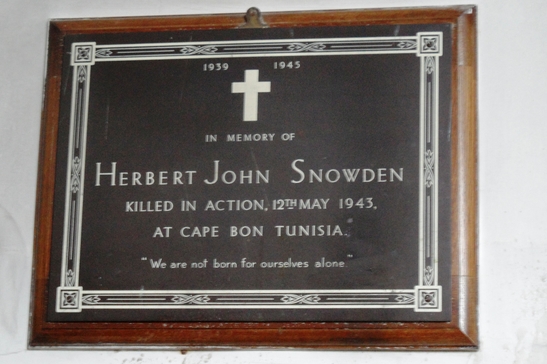 1939 1945
IN MEMORY OF
HERBERT JOHN SNOWDEN
KILLED IN ACTION, 12TH MAY 1943,
AT CAPE BON TUNISIA.
"We are not born for ourselves alone."